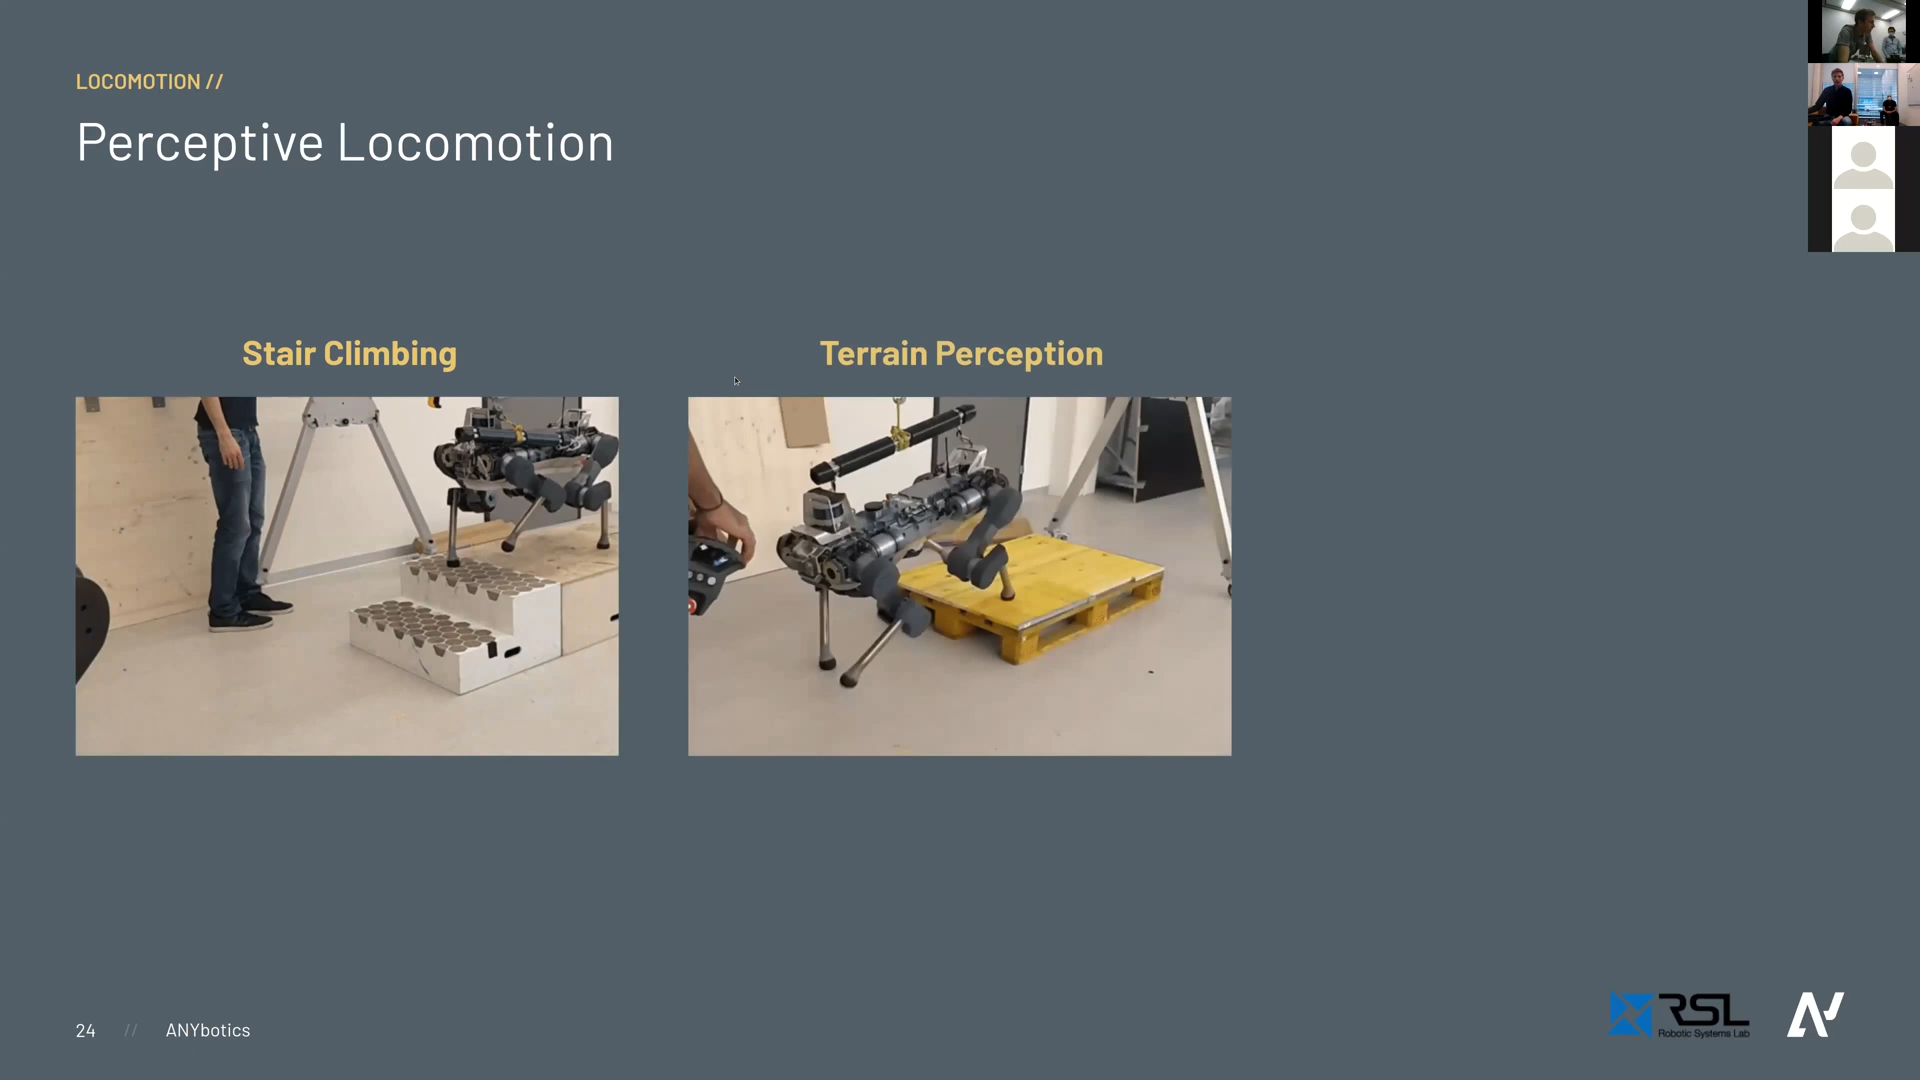 LOCOMOTION //
Perceptive Locomotion
Stair Climbing
Terrain Perception
24 // ANYbotics
RSL
Robotic Systems Lab